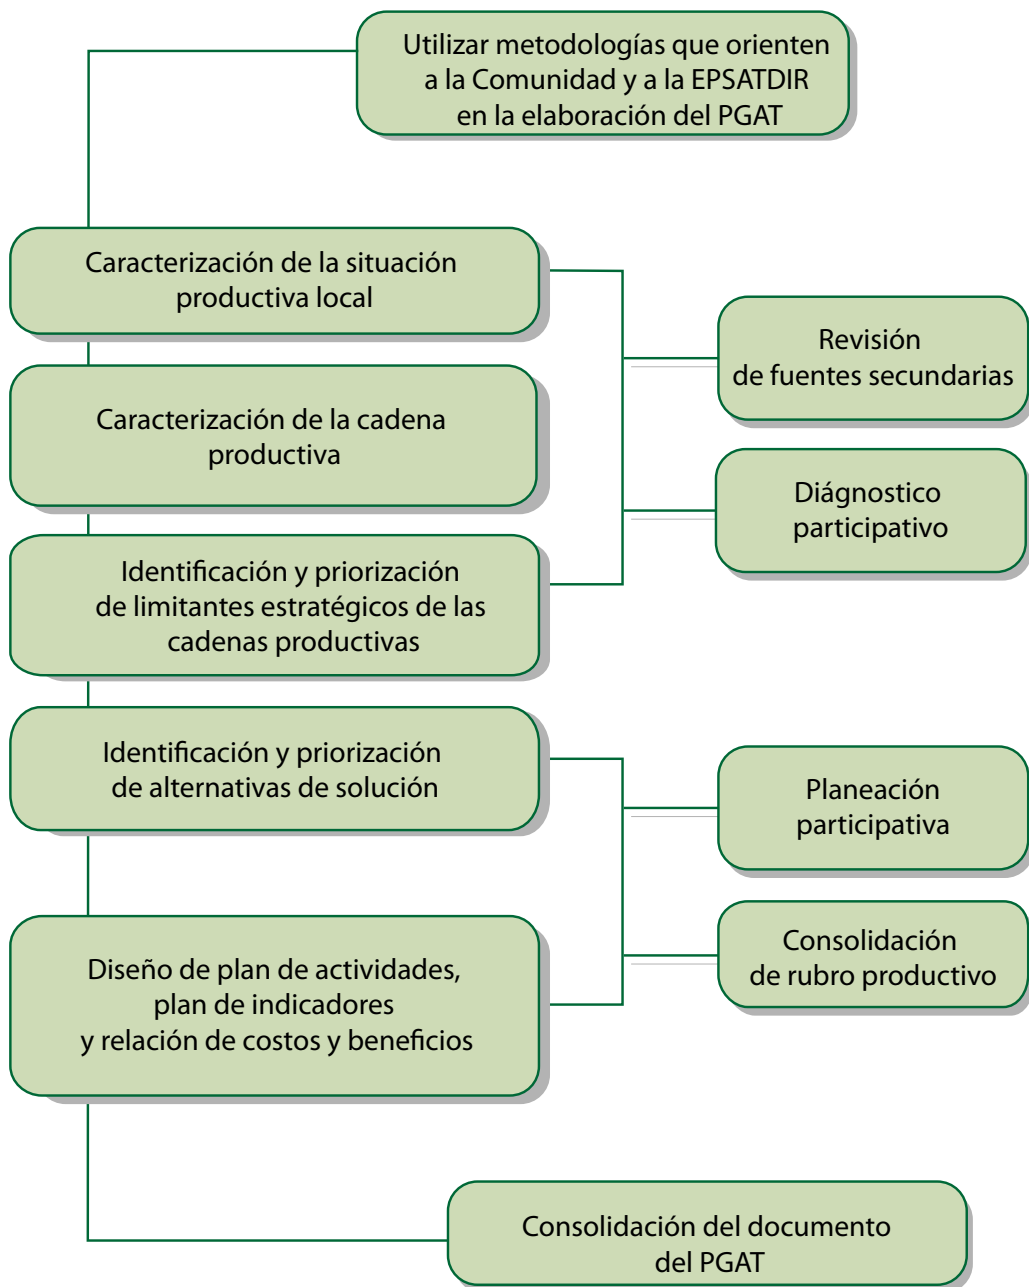 Utilizar metodologías que orienten
a la Comunidad y a la EPSATDIR
en la elaboración del PGAT
Caracterización de la situación
productiva local
Revisión
de fuentes secundarias
Caracterización de la cadena
productiva
Diágnostico
participativo
Identificación y priorización
de limitantes estratégicos de las
cadenas productivas
Identificación y priorización
de alternativas de solución
Planeación
participativa
Consolidación
de rubro productivo
Diseño de plan de actividades,
plan de indicadores
y relación de costos y beneficios
Consolidación del documento
del PGAT